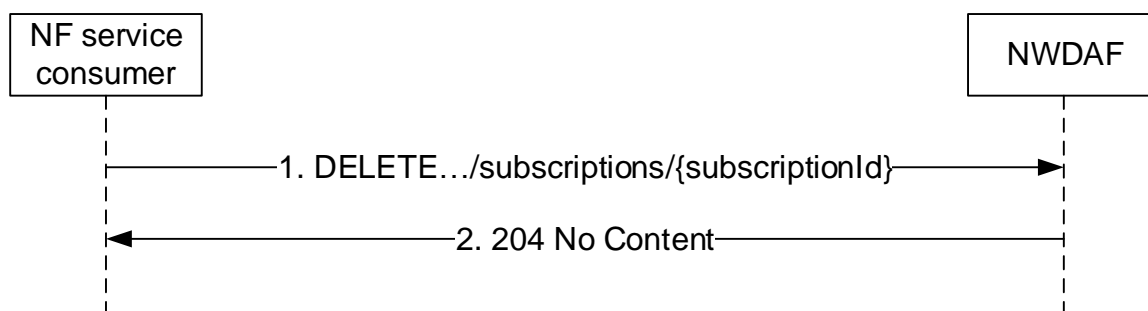 NF service
consumer
NWDAF
1. DELETE…/subscriptions/{subscriptionId}
2. 204 No Content